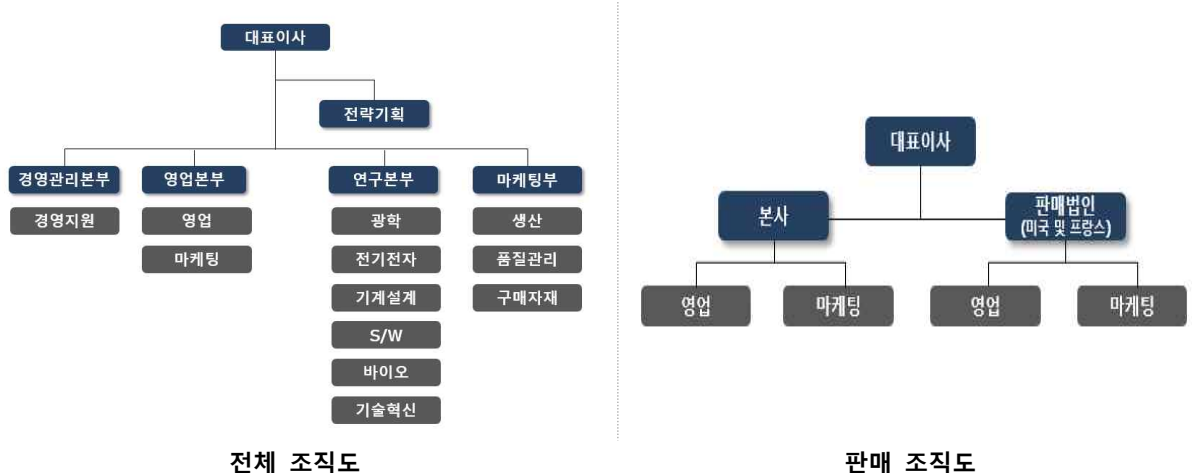 대표이사
전략기획
경영관리본부
경영지원
영업본부
영업
마케팅
연구본부
광학
전기전자
기계설계
S/W
바이오
기술혁신
마케팅부
생산
품질관리
구매자재
전체 조직도
대표이사
본사
판매법인
(미국 및 프랑스)
영업
마케팅
영업
마케팅
판매 조직도